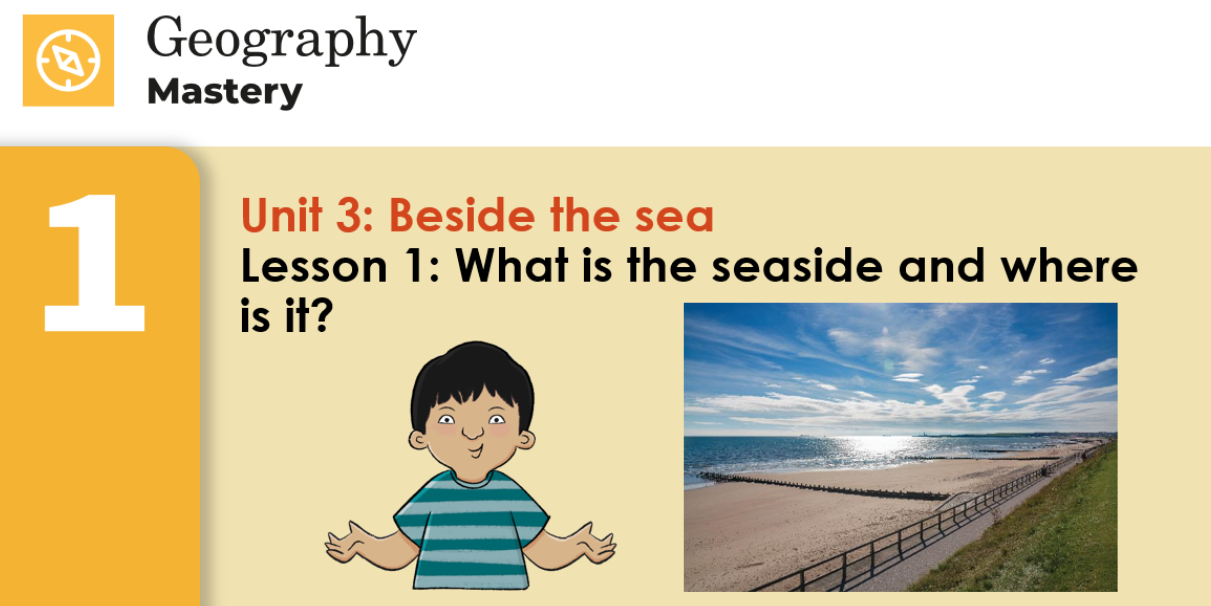 Geography
Mastery
1
Unit 3: Beside the sea
Lesson 1: What is the seaside and where
is it?